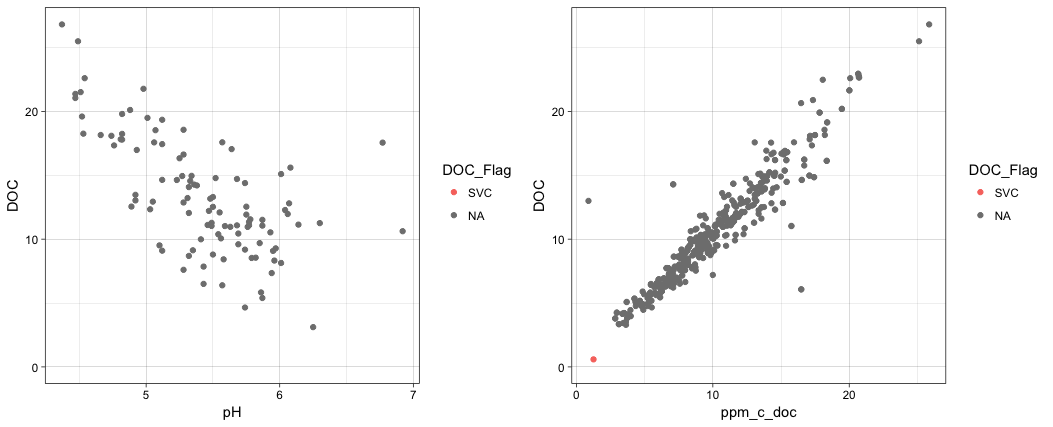 DOC
20
10
0
5
6
7
pH
DOC_Flag
SVC
NA
DOC
20
10
0
0
10
20
ppm_c_doc
DOC_Flag
SVC
NA